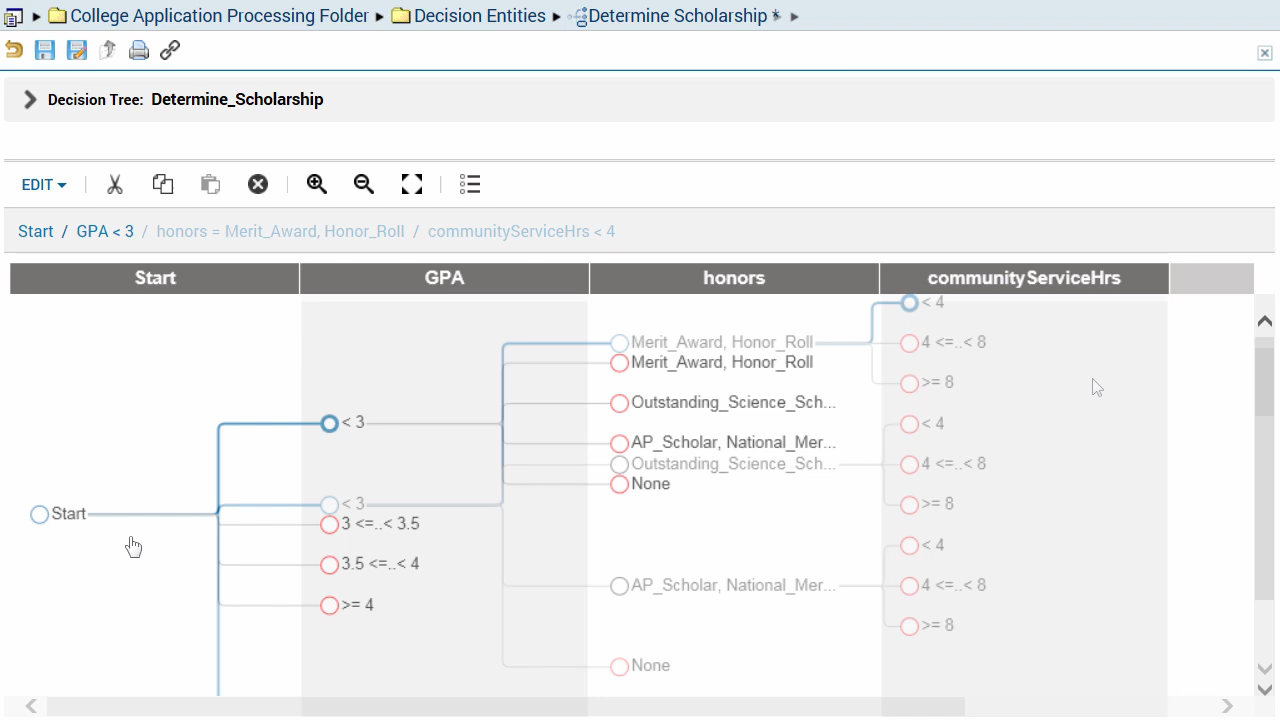 College Application Processing Folder Decision Entities Determine Scholarship *
Decision Tree: Determine_Scholarship
EDIT
Start / GPA < 3 / honors = Merit_Award, Honor_Roll / communityServiceHrs < 4
Start GPA honors communityServiceHrs
< 4
Merit_Award, Honor_Roll 4 <=..< 8
Merit_Award, Honor_Roll
>= 8
Outstanding_Science_Sch...
< 3 < 4
AP_Scholar, National_Mer...
Outstanding_Science_Sch... 4 <=..< 8
None
< 3 >= 8
Start
3 <=..< 3.5
< 4
3.5 <=..< 4
AP_Scholar, National_Mer... 4 <=..< 8
>= 4
>= 8
None